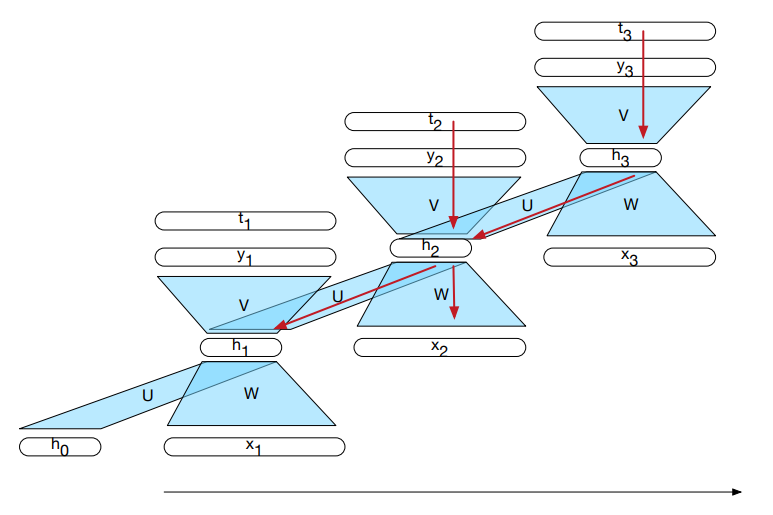 t3
y3
V
h3
U
W
x3
t2
y2
V
h2
U
W
x2
t1
y1
V
h1
U
W
x1
h0